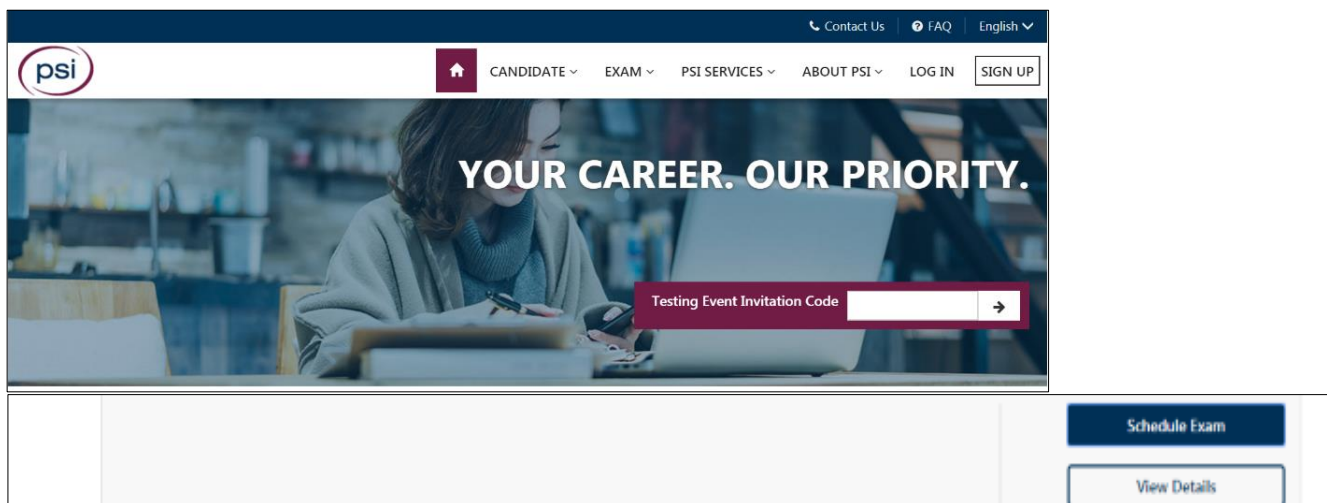 Contact Us FAQ English
psi CANDIDATE EXAM PSI SERVICES ABOUT PSI LOG IN SIGN UP
YOUR CAREER. OUR PRIORITY.
Testing Event Invitation Code
Schedule Exam
View Details